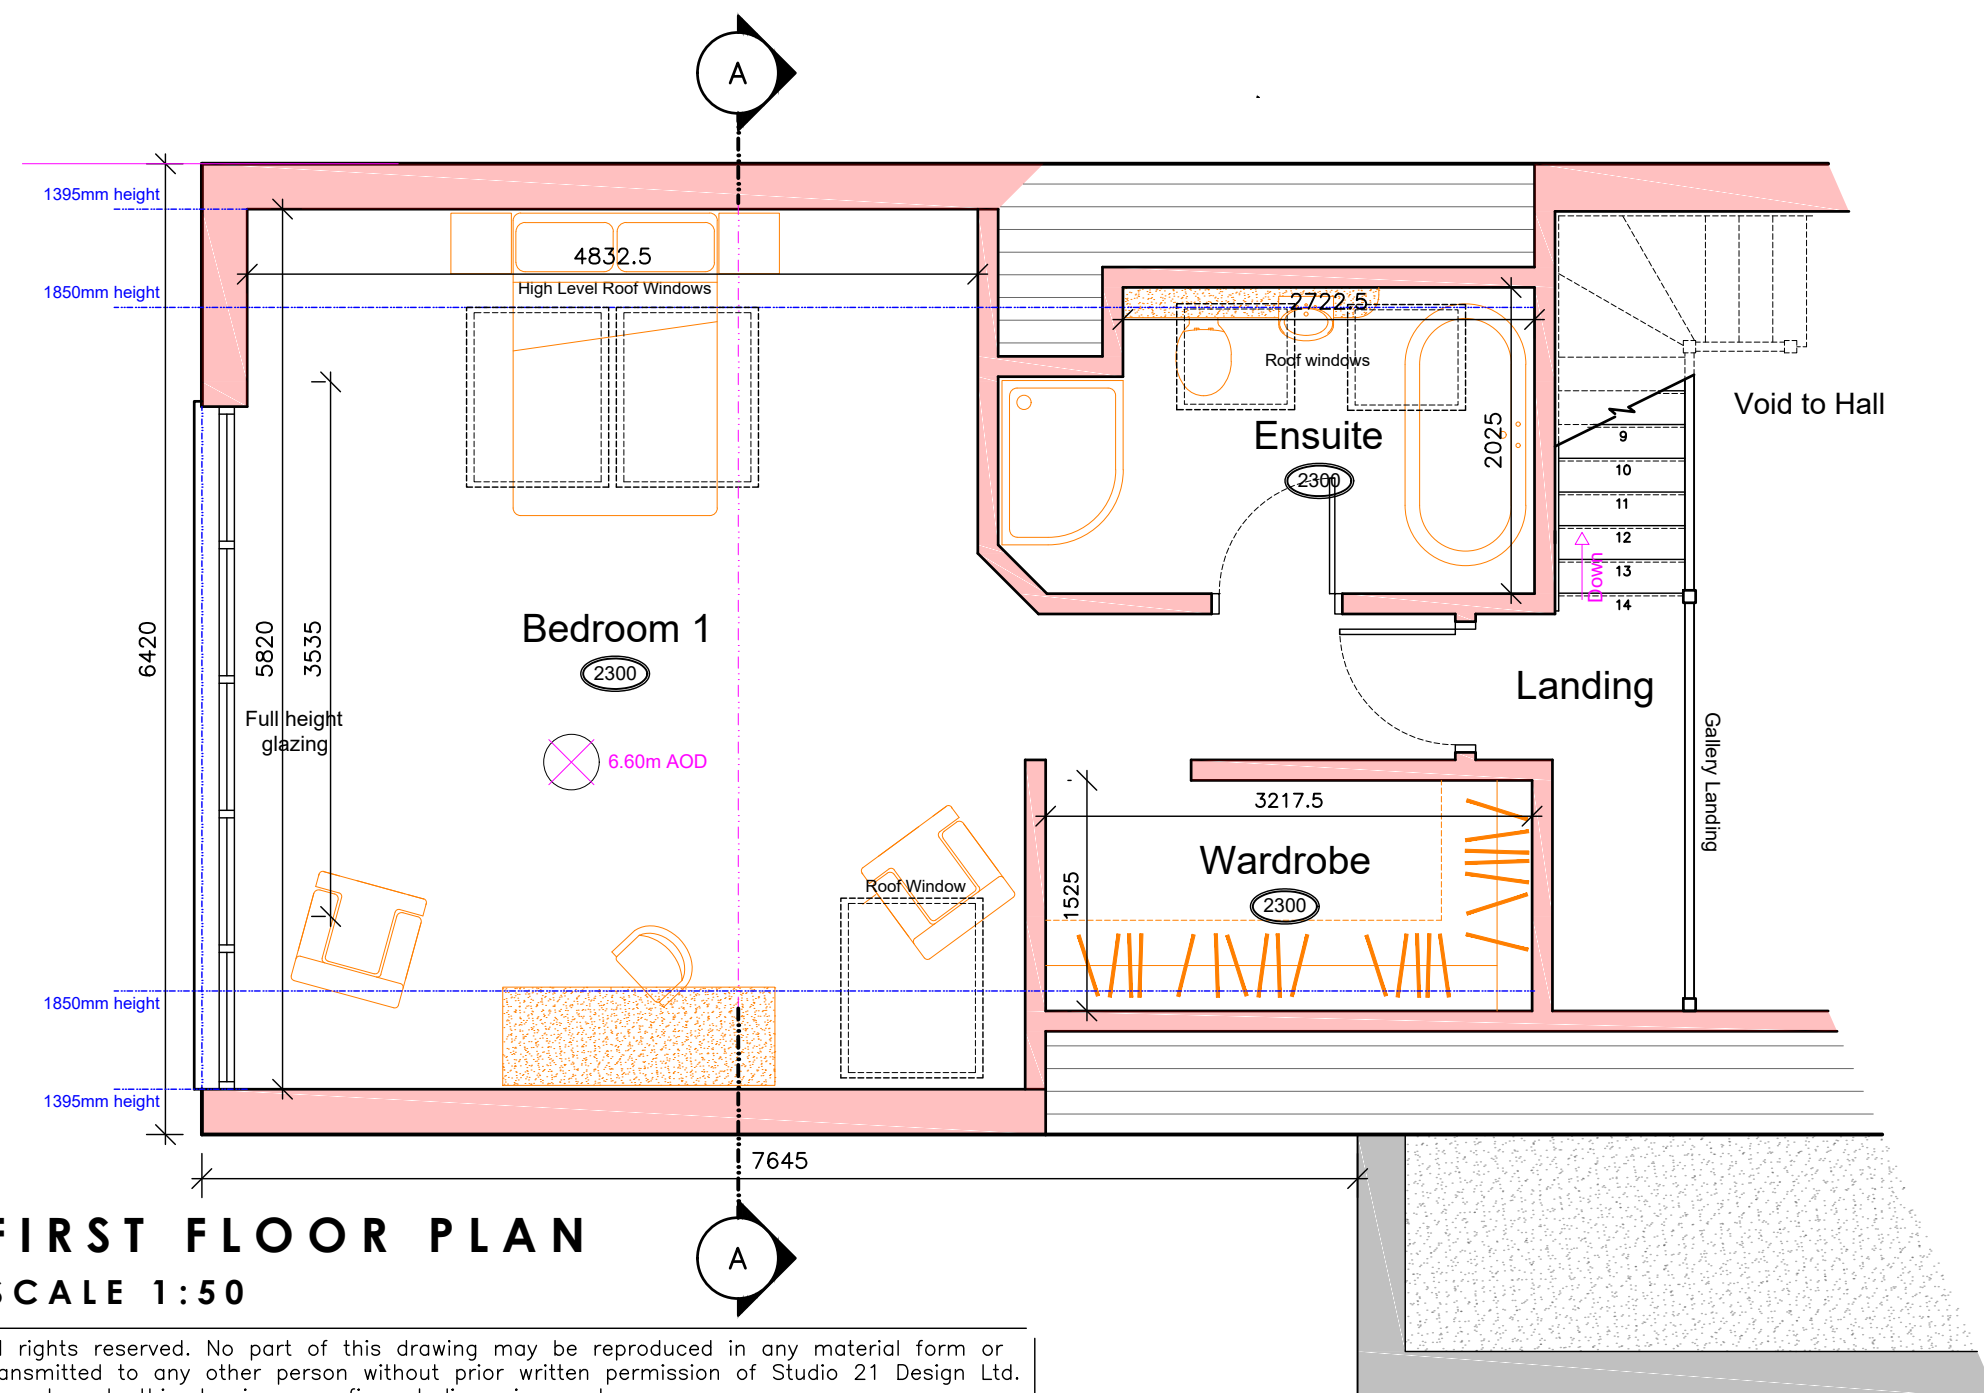 A
1395mm height
4832.5
High Level Roof Windows
1850mm height
2722.5
Roof windows
Void to Hall
Ensuite
2300
2025
9
10
11
12
13
14
Down
Bedroom 1
2300
6420
5820
3535
Full height
glazing
6.60m AOD
Landing
Gallery Landing
3217.5
Wardrobe
2300
1525
Roof Window
1850mm height
1395mm height
7645
A
FIRST FLOOR PLAN
SCALE 1:50
rights reserved. No part of this drawing may be reproduced in any material form or
ansmitted to any other person without prior written permission of Studio 21 Design Ltd.